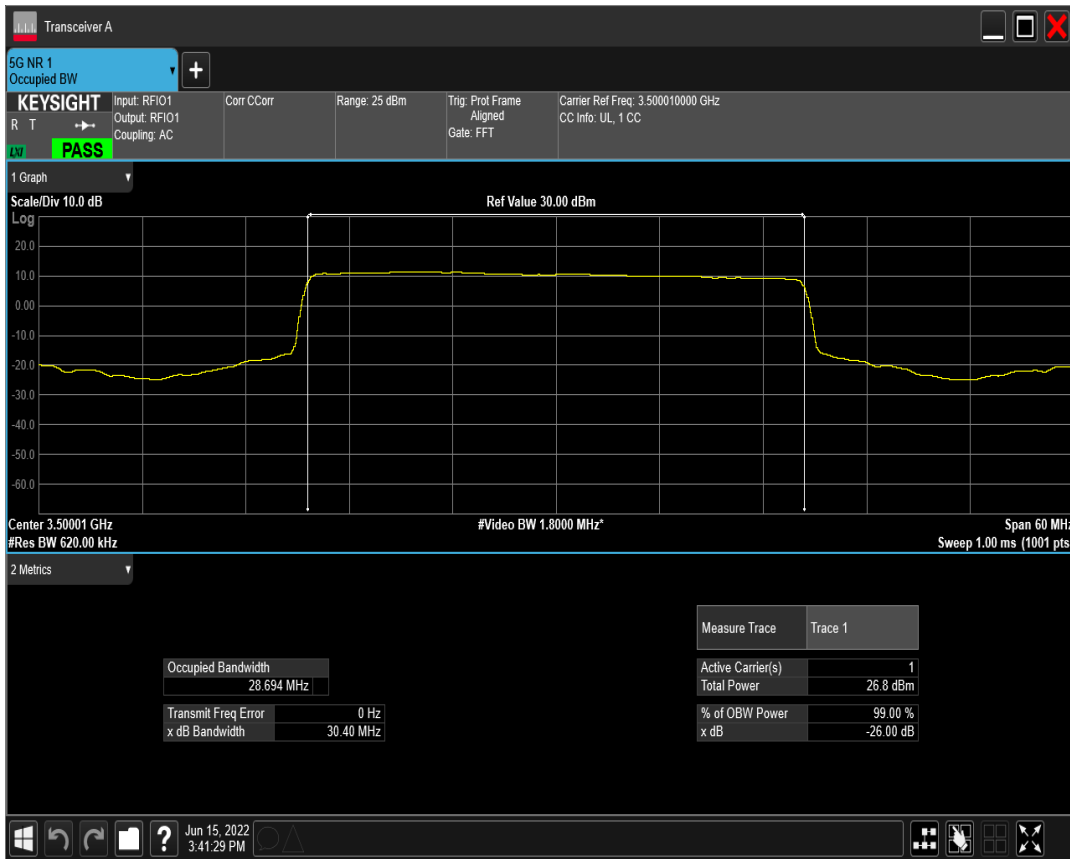 Transceiver A
5G NR 1
Occupied BW
KEYSIGHT
R T
LXI
PASS
Input: RFIO1
Output: RFIO1
Coupling: AC
Corr CCorr
Range: 25 dBm
Trig: Prot Frame
Aligned
Gate: FFT
Carrier Ref Freq: 3.500010000 GHz
CC Info: UL, 1 CC
1 Graph
Scale/Div 10.0 dB
Ref Value 30.00 dBm
Log
20.0
10.0
0.00
-10.0
-20.0
-30.0
-40.0
-50.0
-60.0
Center 3.50001 GHz
#Video BW 1.8000 MHz*
Span 60 MHz
#Res BW 620.00 kHz
Sweep 1.00 ms (1001 pts
2 Metrics
Measure Trace Trace 1
Occupied Bandwidth
28.694 MHz
Active Carrier(s) 1
Total Power 26.8 dBm
Transmit Freq Error 0 Hz
x dB Bandwidth 30.40 MHz
% of OBW Power 99.00 %
x dB -26.00 dB
?
Jun 15, 2022
3:41:29 PM